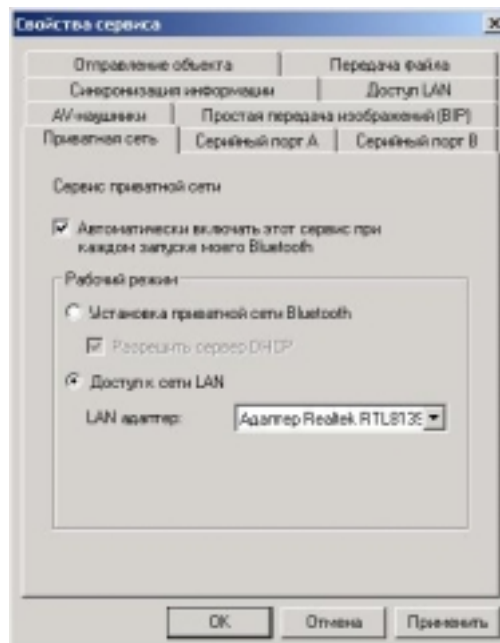 Свойства сервиса
Отправление объекта
Передача файла
Синхронизация информации
Доступ LAN
AV-наушники
Простая передача изображений (BIP)
Приватная сеть
Серийный порт A
Серийный порт B
Сервис приватной сети
Автоматически включать этот сервис при
каждом запуске моего Bluetooth
Рабочий режим
Установка приватной сети Bluetooth
Разрешить сервер DHCP
Доступ к сети LAN
LAN адаптер:
Адаптер Realtek RTL8139
OK
Отмена
Применить